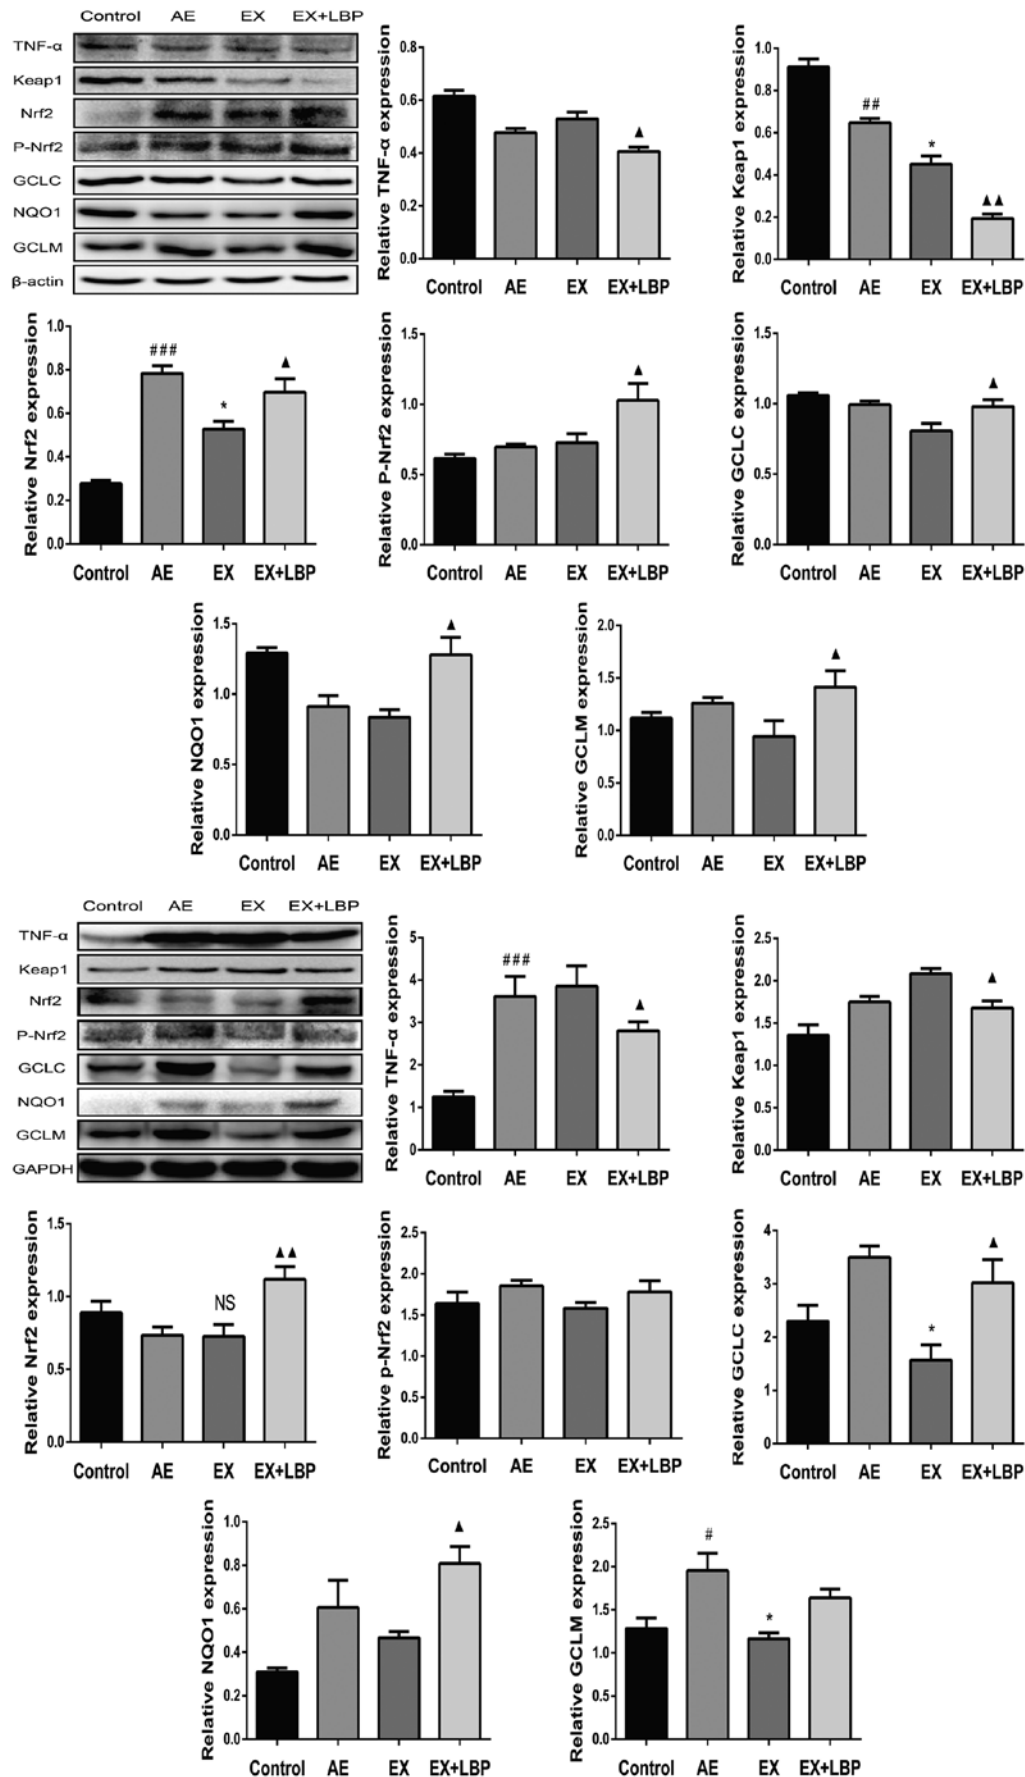 Control AE EX EX+LBP
TNF-α
Keap1
Nrf2
P-Nrf2
GCLC
NQO1
GCLM
β-actin
Relative TNF-α expression
0.8
0.6
0.4
0.2
0.0
▲
Control AE EX EX+LBP
Relative Keap1 expression
1.0
0.8
0.6
0.4
0.2
0.0
##
*
▲▲
Control AE EX EX+LBP
Relative Nrf2 expression
1.0
0.8
0.6
0.4
0.2
0.0
###
*
▲
Control AE EX EX+LBP
Relative P-Nrf2 expression
1.5
1.0
0.5
0.0
▲
Control AE EX EX+LBP
Relative GCLC expression
1.5
1.0
0.5
0.0
▲
Control AE EX EX+LBP
Relative NQO1 expression
1.5
1.0
0.5
0.0
▲
Control AE EX EX+LBP
Relative GCLM expression
2.0
1.5
1.0
0.5
0.0
▲
Control AE EX EX+LBP
Control AE EX EX+LBP
TNF-α
Keap1
Nrf2
P-Nrf2
GCLC
NQO1
GCLM
GAPDH
Relative TNF-α expression
5
4
3
2
1
0
###
▲
Control AE EX EX+LBP
Relative Keap1 expression
2.5
2.0
1.5
1.0
0.5
0.0
▲
Control AE EX EX+LBP
Relative Nrf2 expression
1.5
1.0
0.5
0.0
NS
▲▲
Control AE EX EX+LBP
Relative p-Nrf2 expression
2.5
2.0
1.5
1.0
0.5
0.0
Control AE EX EX+LBP
Relative GCLC expression
4
3
2
1
0
*
▲
Control AE EX EX+LBP
Relative NQO1 expression
1.0
0.8
0.6
0.4
0.2
0.0
▲
Control AE EX EX+LBP
Relative GCLM expression
2.5
2.0
1.5
1.0
0.5
0.0
#
*
Control AE EX EX+LBP